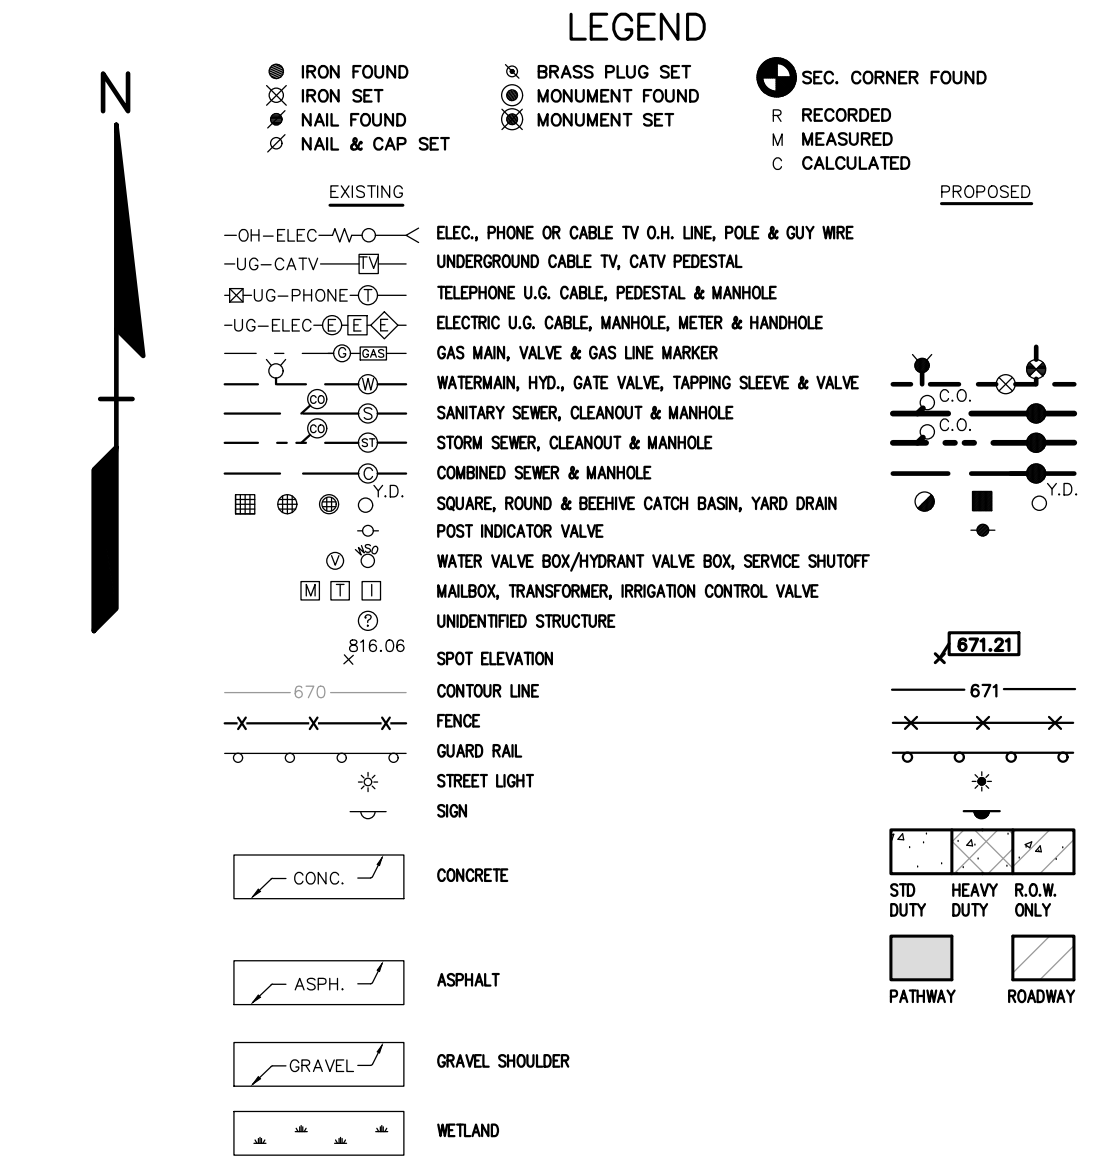 LEGEND
N
IRON FOUND
IRON SET
NAIL FOUND
NAIL & CAP SET
BRASS PLUG SET
MONUMENT FOUND
MONUMENT SET
SEC. CORNER FOUND
R RECORDED
M MEASURED
C CALCULATED
EXISTING PROPOSED
OH-ELEC ELEC., PHONE OR CABLE TV O.H. LINE, POLE & GUY WIRE
UG-CATV TV UNDERGROUND CABLE TV, CATV PEDESTAL
UG-PHONE T TELEPHONE U.G. CABLE, PEDESTAL & MANHOLE
UG-ELEC E E E ELECTRIC U.G. CABLE, MANHOLE, METER & HANDHOLE
G GAS GAS MAIN, VALVE & GAS LINE MARKER
W WATERMAIN, HYD., GATE VALVE, TAPPING SLEEVE & VALVE
CO S SANITARY SEWER, CLEANOUT & MANHOLE C.O.
CO ST STORM SEWER, CLEANOUT & MANHOLE C.O.
C COMBINED SEWER & MANHOLE
Y.D. SQUARE, ROUND & BEEHIVE CATCH BASIN, YARD DRAIN Y.D.
POST INDICATOR VALVE
V WSO WATER VALVE BOX/HYDRANT VALVE BOX, SERVICE SHUTOFF
M T I MAILBOX, TRANSFORMER, IRRIGATION CONTROL VALVE
? UNIDENTIFIED STRUCTURE
816.06 SPOT ELEVATION 671.21
670 CONTOUR LINE 671
X X X FENCE X X X
GUARD RAIL
STREET LIGHT
SIGN
CONC. CONCRETE
STD DUTY
HEAVY DUTY
R.O.W. ONLY
ASPH. ASPHALT
PATHWAY ROADWAY
GRAVEL GRAVEL SHOULDER
WETLAND